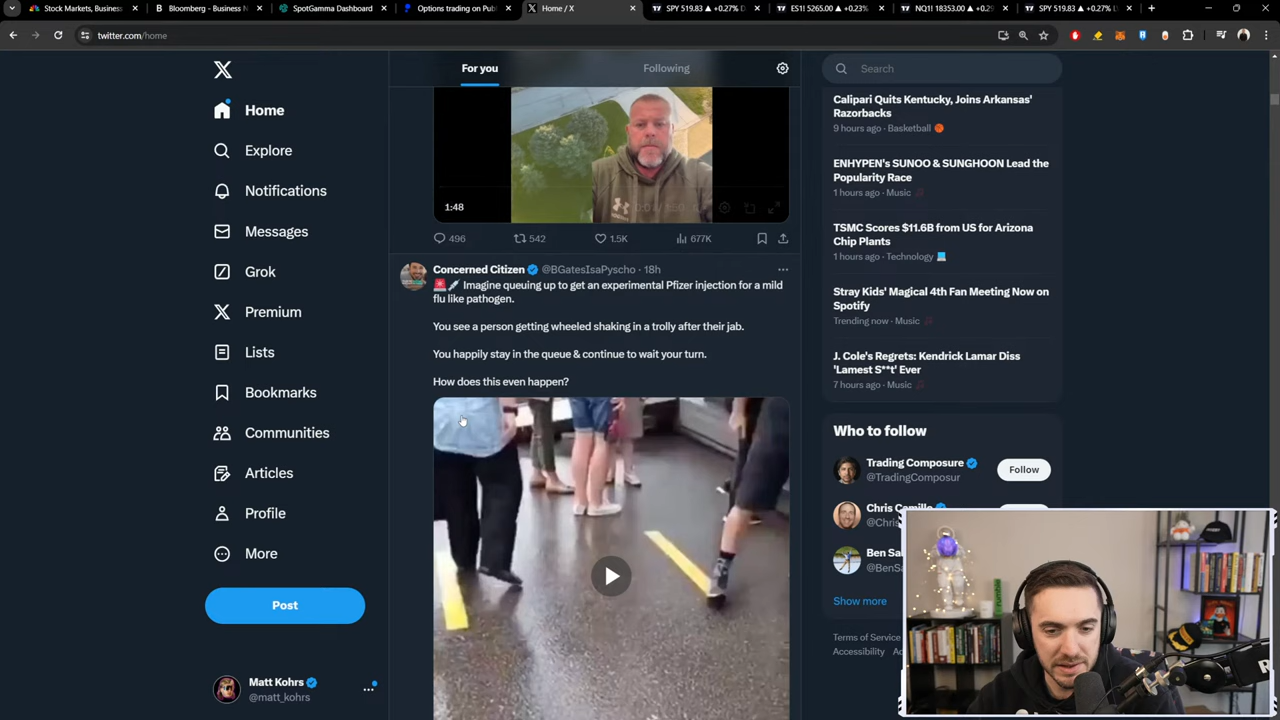 Stock Markets, Business
Bloomberg - Business N
SpotGamma Dashboard
Options trading on Pub
Home / X
SPY 519.83 ▲ +0.27%
ES1! 5265.00 ▲ +0.23%
NQ1! 18353.00 ▲ +0.2
SPY 519.83 ▲ +0.27%
twitter.com/home
For you
Following
Search
Home
Explore
Notifications
Messages
Grok
Premium
Lists
Bookmarks
Communities
Articles
Profile
More
Post
Matt Kohrs
@matt_kohrs
1:48
496
542
1.5K
677K
Concerned Citizen @BGatesIsaPyscho · 18h
🚨💉 Imagine queuing up to get an experimental Pfizer injection for a mild
flu like pathogen.
You see a person getting wheeled shaking in a trolly after their jab.
You happily stay in the queue & continue to wait your turn.
How does this even happen?
Calipari Quits Kentucky, Joins Arkansas'
Razorbacks
9 hours ago · Basketball
ENHYPEN's SUNOO & SUNGHOON Lead the
Popularity Race
1 hours ago · Music
TSMC Scores $11.6B from US for Arizona
Chip Plants
1 hours ago · Technology
Stray Kids' Magical 4th Fan Meeting Now on
Spotify
Trending now · Music
J. Cole's Regrets: Kendrick Lamar Diss
'Lamest S**t' Ever
7 hours ago · Music
Who to follow
Trading Composure
@TradingComposur
Follow
Chris Camillo
@Chris
Ben Sa
@BenSa
Show more
Terms of Service
Accessibility
rumble